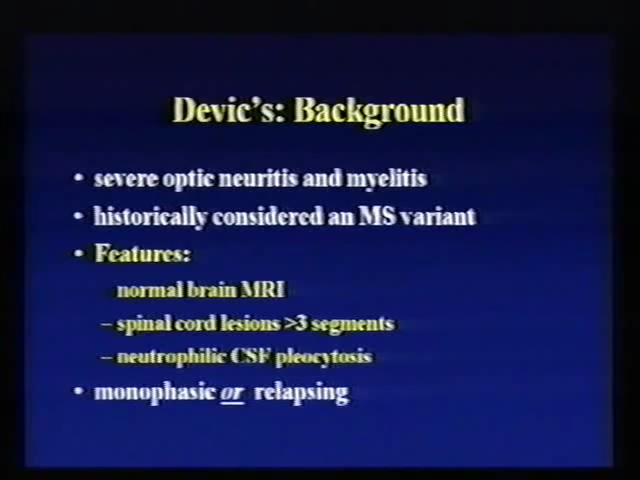 Devic's: Background
• severe optic neuritis and myelitis
• historically considered an MS variant
• Features:
normal brain MRI
– spinal cord lesions >3 segments
– neutrophilic CSF pleocytosis
• monophasic or relapsing